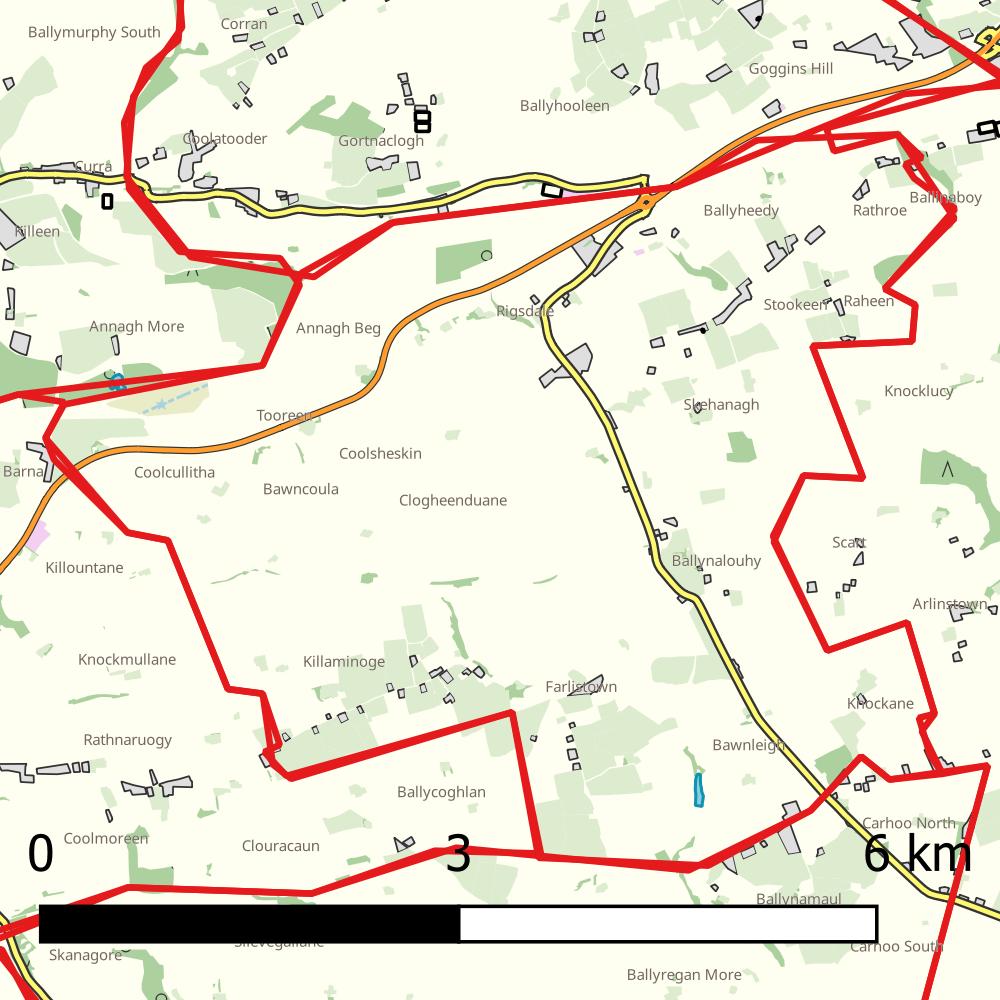 Corran
Ballymurphy South
Goggins Hill
Ballyhooleen
Coolatooder
Gortnaclogh
Curra
Ballinaboy
Ballyheedy
Rathroe
Killeen
Raheen
Stookeen
Rigsdale
Annagh More
Annagh Beg
Knocklucy
Skehanagh
Tooreen
Coolsheskin
Barna
Coolcullitha
Bawncoula
Clogheenduane
Scart
Ballynalouhy
Killountane
Arlinstown
Knockmullane
Killaminoge
Farlistown
Knockane
Rathnaruogy
Bawnleigh
Ballycoghlan
Carhoo North
Coolmoreen
Clouracaun
0 3 6 km
Ballynamaul
Slievegallane
Carhoo South
Skanagore
Ballyregan More